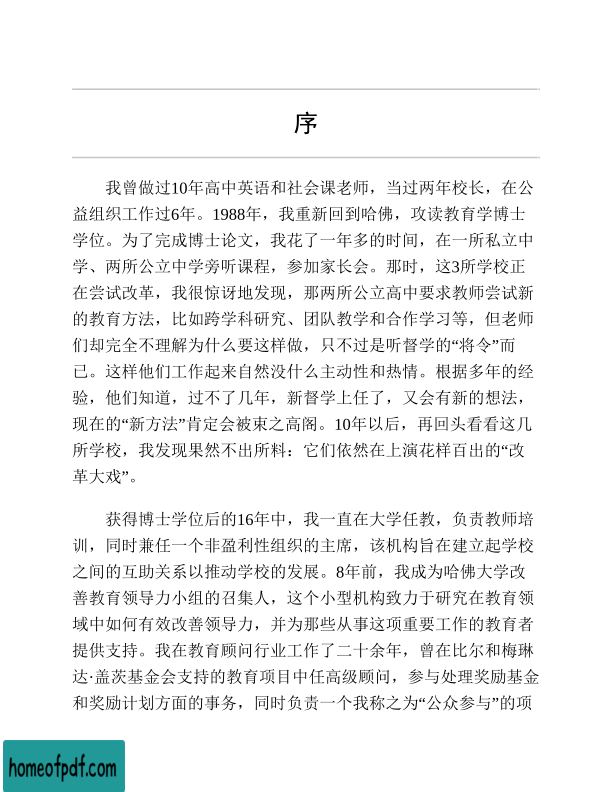 序
我曾做过10年高中英语和社会课老师，当过两年校长，在公
益组织工作过6年。1988年，我重新回到哈佛，攻读教育学博士
学位。为了完成博士论文，我花了一年多的时间，在一所私立中
学、两所公立中学旁听课程，参加家长会。那时，这3所学校正
在尝试改革，我很惊讶地发现，那两所公立高中要求教师尝试新
的教育方法，比如跨学科研究、团队教学和合作学习等，但老师
们却完全不理解为什么要这样做，只不过是听督学的“将令”而
已。这样他们工作起来自然没什么主动性和热情。根据多年的经
验，他们知道，过不了几年，新督学上任了，又会有新的想法，
现在的“新方法”肯定会被束之高阁。10年以后，再回头看看这几
所学校，我发现果然不出所料：它们依然在上演花样百出的“改
革大戏”。
获得博士学位后的16年中，我一直在大学任教，负责教师培
训，同时兼任一个非盈利性组织的主席，该机构旨在建立起学校
之间的互助关系以推动学校的发展。8年前，我成为哈佛大学改
善教育领导力小组的召集人，这个小型机构致力于研究在教育领
域中如何有效改善领导力，并为那些从事这项重要工作的教育者
提供支持。我在教育顾问行业工作了二十余年，曾在比尔和梅琳
达·盖茨基金会支持的教育项目中任高级顾问，参与处理奖励基金
和奖励计划方面的事务，同时负责一个我称之为“公众参与”的项
homeofpdf.com